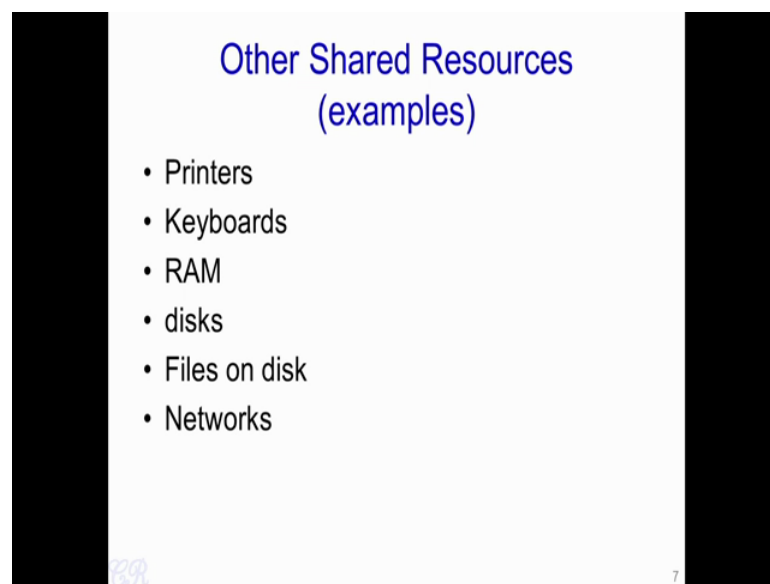 Other Shared Resources
(examples)
• Printers
• Keyboards
• RAM
• disks
• Files on disk
• Networks
7